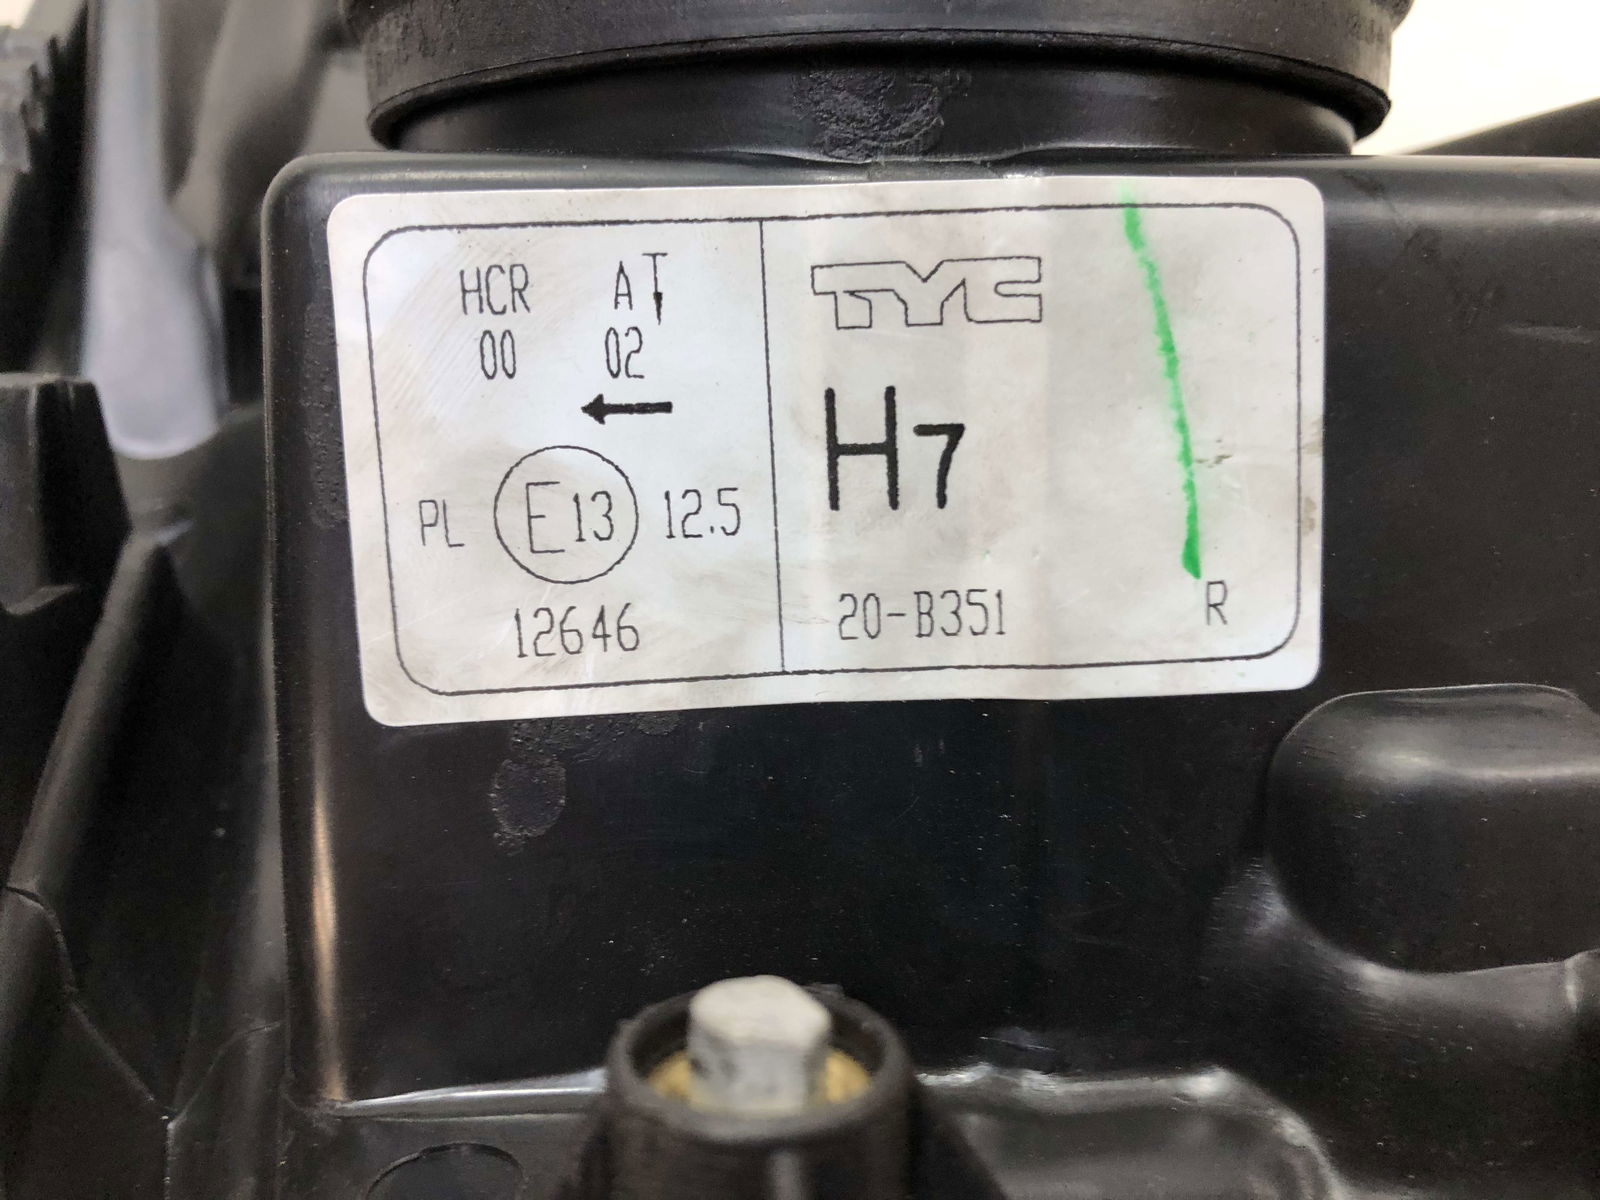 HCR AT
00 02
←
PL E13 12.5
12646
TYC
H7
20-B351 R